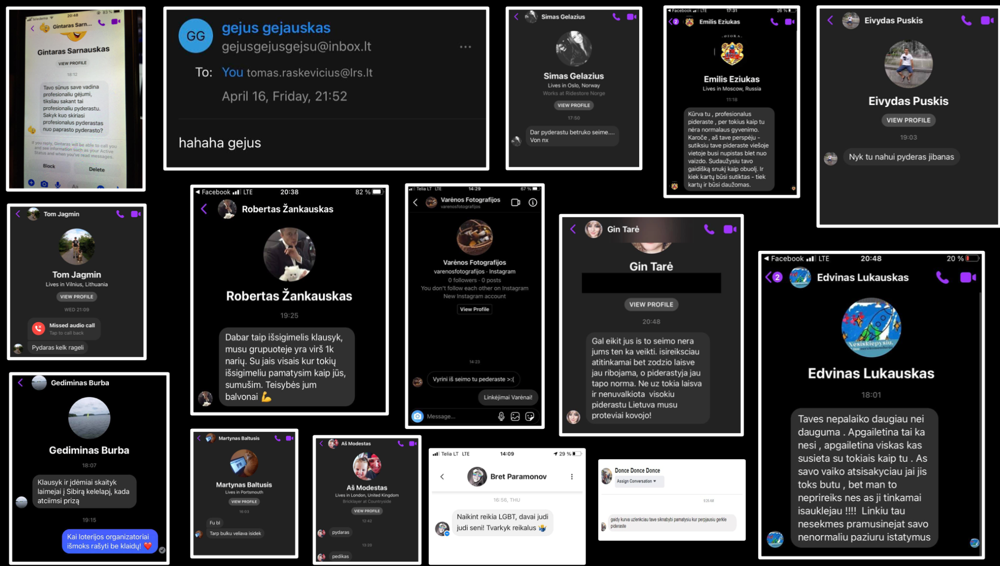 Teledema
20:48
83 %
Gintaras Sarn...
Gintaras Sarnauskas
VIEW PROFILE
18:12
Tavo sūnus save vadina
profesionaliu gėjumi,
tiksliau sakant tai
profesionaliu pyderastu.
Sakyk kuo skiriasi
profesionalus pyderastas
nuo paprasto pyderasto?
If you reply, Gintaras will be able to call you
and see information such as your Active
Status and when you've read messages.
Block
Delete
Aa
GG
gejus gejauskas
gejusgejusgejsu@inbox.lt
To: You tomas.raskevicius@lrs.lt
April 16, Friday, 21:52
hahaha gejus
Simas Gelazius
Simas Gelazius
Lives in Oslo, Norway
Works at Ridestore Norge
VIEW PROFILE
17:50
Dar pyderastu betruko seime....
Von nx
Facebook LTE
17:31
26 %
2
Emilis Eziukas
Emilis Eziukas
Lives in Moscow, Russia
11:18
Kūrva tu , profesionalus
pideraste , per tokius kaip tu
nėra normalaus gyvenimo.
Karoče , aš tave perspėju -
sutiksiu tave pideraste viešoje
vietoje busi nupistas blet nuo
vaizdo. Sudaužysiu tavo
gaidišką snukį kaip obuolį. Ir
kiek kartų būsi sutiktas - tiek
kartų ir būsi daužomas.
Eivydas Puskis
Eivydas Puskis
VIEW PROFILE
19:03
Nyk tu nahui pyderas jibanas
Tom Jagmin
Tom Jagmin
Lives in Vilnius, Lithuania
VIEW PROFILE
WED 21:09
Missed audio call
Tap to call back
Pydaras kelk rageli
Facebook LTE
20:38
82 %
Robertas Žankauskas
Robertas Žankauskas
19:25
Dabar taip išsigimelis klausyk,
musu grupuoteje yra virš 1k
narių. Su jais visais kur tokių
išsigimeliu pamatysim kaip jūs,
sumušim. Teisybės jum
balvonai 💪
Telia LT LTE
14:29
67 %
Varėnos Fotografijos
varenosfotografijos
Varėnos Fotografijos
varenosfotografijos · Instagram
0 followers · 0 posts
You don't follow each other on Instagram
New Instagram account
View Profile
14:23
Vyrini iš seimo tu pederaste >:(
Linkėjimai Varėnai!
Message...
Gin Tarė
Gin Tarė
VIEW PROFILE
20:48
Gal eikit jus is to seimo nera
jums ten ka veikti. isireiksciau
atitinkamai bet zodzio laisve
jau ribojama, o piderastyja jau
tapo norma. Ne uz tokia laisva
ir nenuvalkiota visokiu
piderastu Lietuva musu
proteviai kovojo!
Facebook LTE
20:48
20 %
2
Edvinas Lukauskas
Nesiskiepysiu,
Edvinas Lukauskas
18:01
Taves nepalaiko daugiau nei
dauguma . Apgailetina tai ka
nesi , apgailetina viskas kas
susieta su tokiais kaip tu . As
savo vaiko atsisakyciau jai jis
toks butu , bet man to
neprireiks nes as ji tinkamai
isauklejau !!!! Linkiu tau
nesekmes pramusinejat savo
nenormaliu paziuru istatymus
Gediminas Burba
Gediminas Burba
18:07
Klausyk ir įdėmiai skaityk
laimejai į Sibirą kelelapį, kada
atciimsi prizą
19:15
Kai loterijos organizatoriai
išmoks rašyti be klaidų! ❤️
Martynas Baltusis
Martynas Baltusis
Lives in Portsmouth
VIEW PROFILE
16:03
Fu bl
Tarp bulku veliava isidek
Aš Modestas
Aš Modestas
Lives in London, United Kingdom
Bricklayer at Countryside
VIEW PROFILE
12:42
pydaras
13:20
pedikas
Telia LT LTE
14:09
29 %
Bret Paramonov
16:56, THU
Naikint reikia LGBT, davai judi
judi seni! Tvarkyk reikalus 🤷‍♂️
Donce Donce Donce
Assign Conversation
9:26 AM
gaidy kurva uzlenkciau tave siknabybi pamatysiu kur perpjausiu gerkle
pideraste